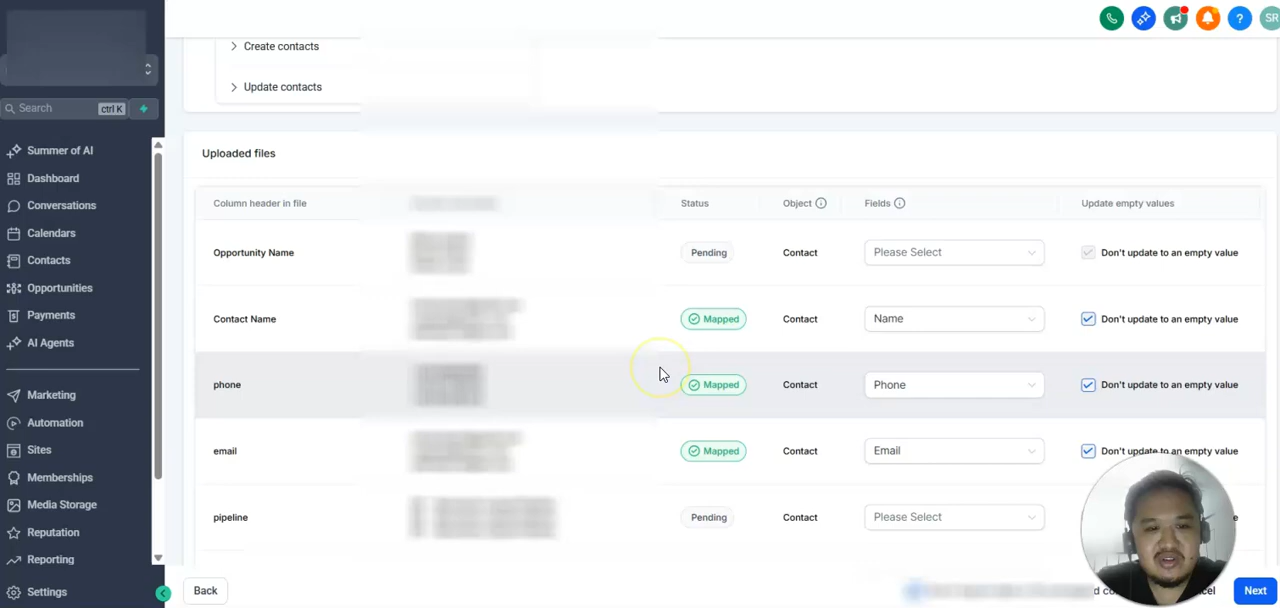 SR
Search ctrl K
Summer of AI
Dashboard
Conversations
Calendars
Contacts
Opportunities
Payments
AI Agents
Marketing
Automation
Sites
Memberships
Media Storage
Reputation
Reporting
Settings
Create contacts
Update contacts
Uploaded files
Column header in file Status Object Fields Update empty values
Opportunity Name Pending Contact Please Select Don't update to an empty value
Contact Name Mapped Contact Name Don't update to an empty value
phone Mapped Contact Phone Don't update to an empty value
email Mapped Contact Email Don't update to an empty value
pipeline Pending Contact Please Select
Back Next